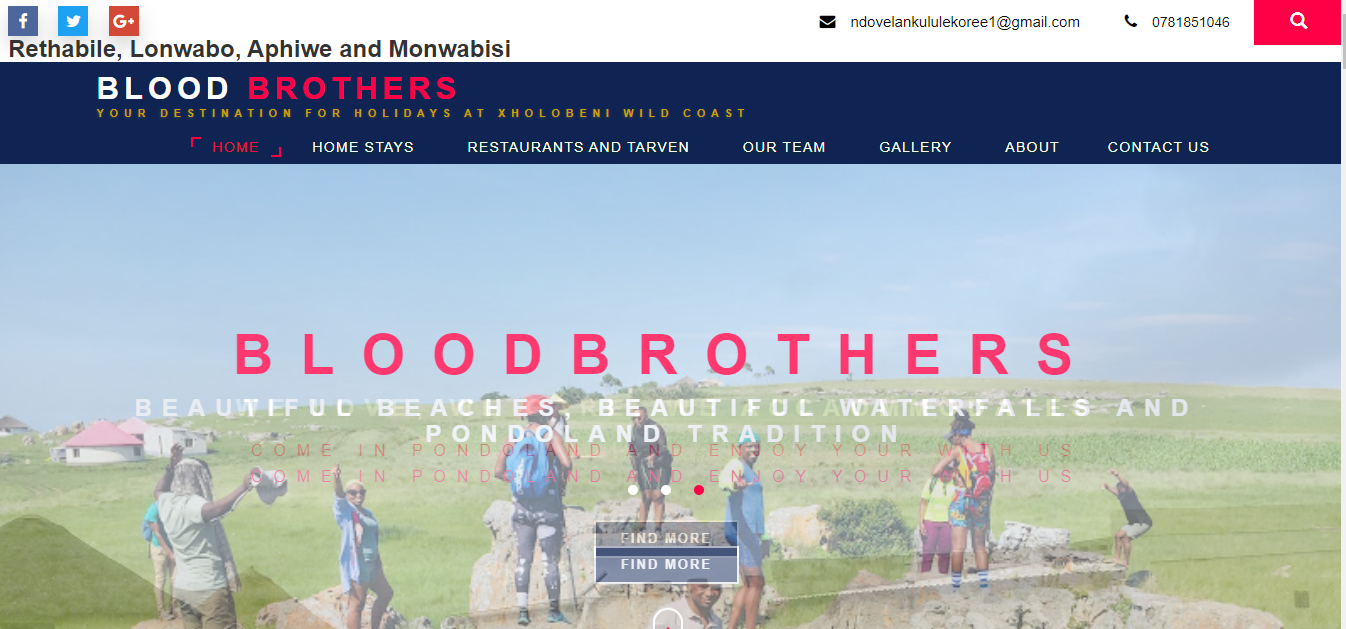 ndovelankululekoree1@gmail.com 0781851046
Rethabile, Lonwabo, Aphiwe and Monwabisi
BLOOD BROTHERS
YOUR DESTINATION FOR HOLIDAYS AT XHOLOBENI WILD COAST
HOME HOME STAYS RESTAURANTS AND TARVEN OUR TEAM GALLERY ABOUT CONTACT US
BLOODBROTHERS
BEAUTIFUL BEACHES, BEAUTIFUL WATERFALLS AND
PONDOLAND TRADITION
COME IN PONDOLAND AND ENJOY YOUR WITH US
COME IN PONDOLAND AND ENJOY YOUR WITH US
FIND MORE
FIND MORE